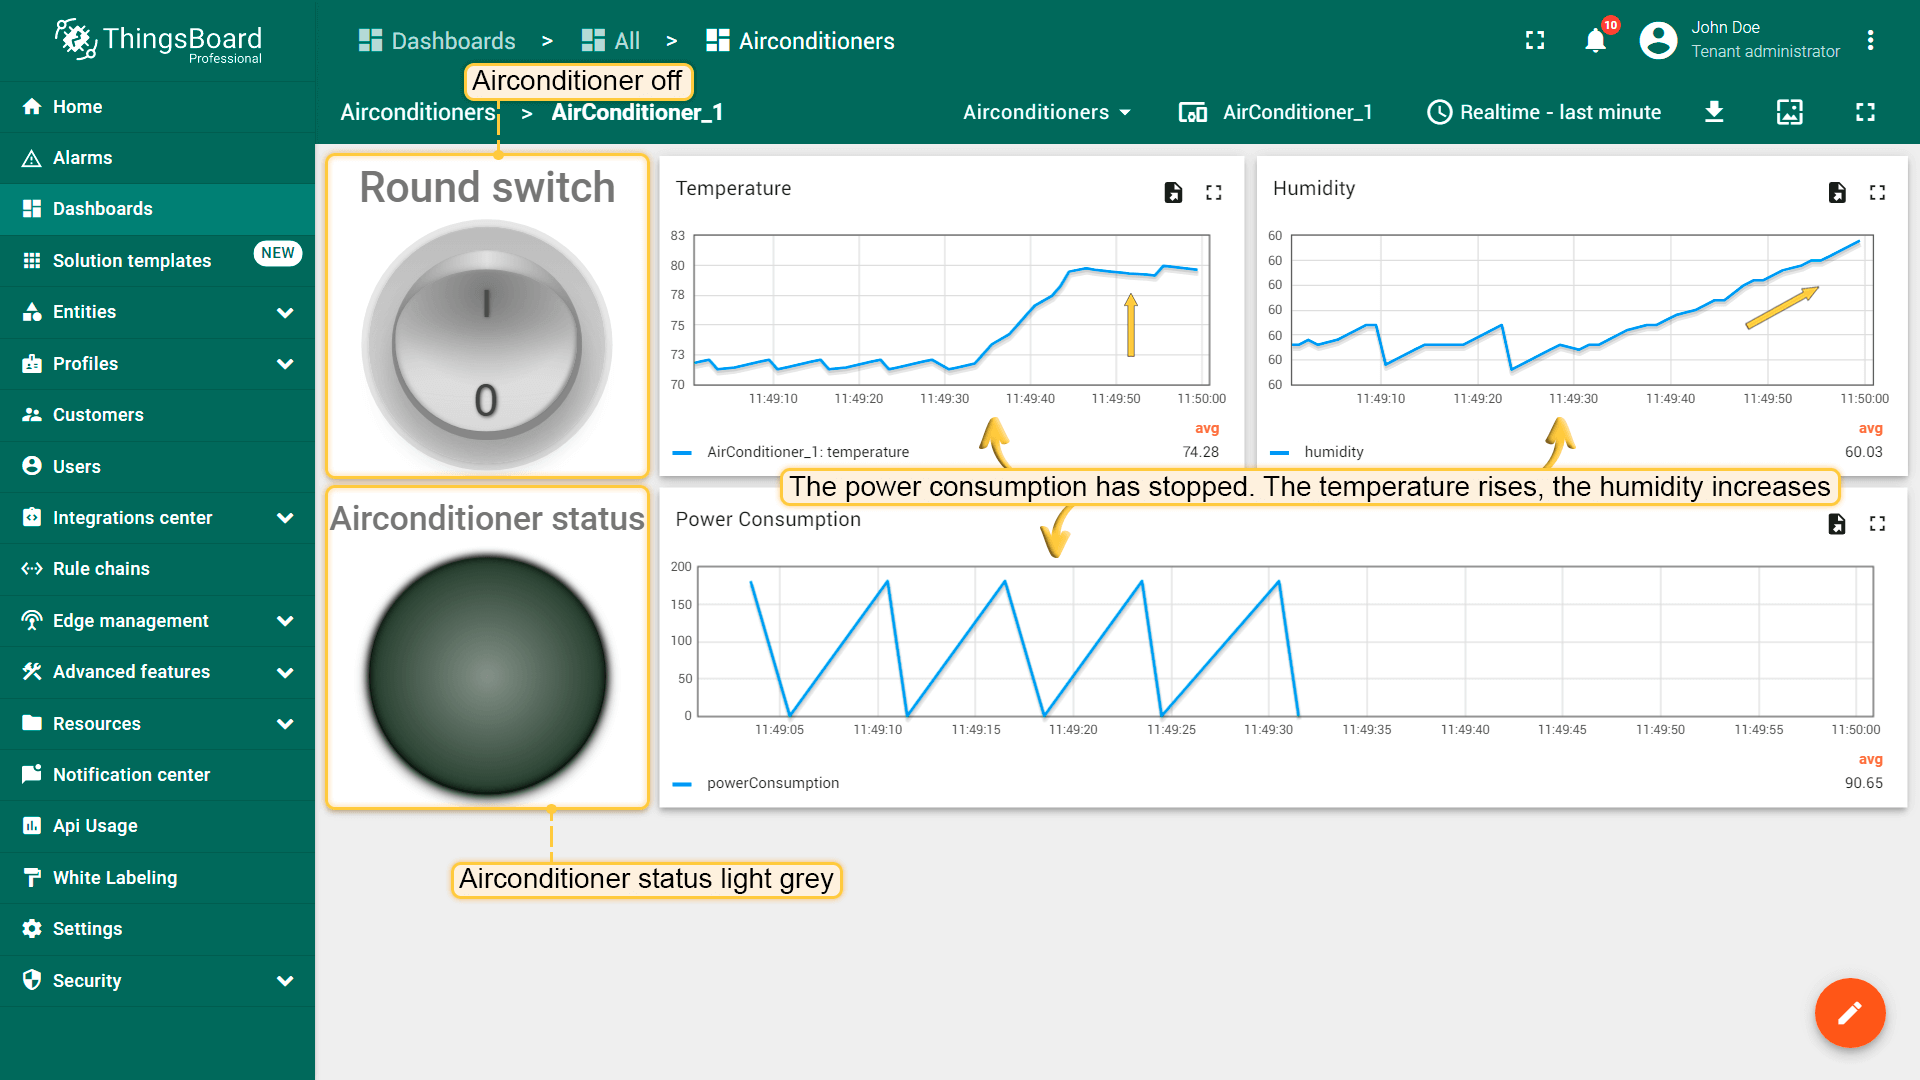 ThingsBoard
Professional
Dashboards > All > Airconditioners
10
John Doe
Tenant administrator
Airconditioner off
Airconditioners > AirConditioner_1
Airconditioners
AirConditioner_1
Realtime - last minute
Home
Alarms
Dashboards
Solution templates
NEW
Entities
Profiles
Customers
Users
Integrations center
Rule chains
Edge management
Advanced features
Resources
Notification center
Api Usage
White Labeling
Settings
Security
Round switch
I
0
Temperature
83
80
78
75
73
70
11:49:10 11:49:20 11:49:30 11:49:40 11:49:50 11:50:00
avg
AirConditioner_1: temperature 74.28
Humidity
60
60
60
60
60
60
60
11:49:10 11:49:20 11:49:30 11:49:40 11:49:50 11:50:00
avg
humidity 60.03
The power consumption has stopped. The temperature rises, the humidity increases
Airconditioner status
Power Consumption
200
150
100
50
0
11:49:05 11:49:10 11:49:15 11:49:20 11:49:25 11:49:30 11:49:35 11:49:40 11:49:45 11:49:50 11:49:55 11:50:00
avg
powerConsumption 90.65
Airconditioner status light grey